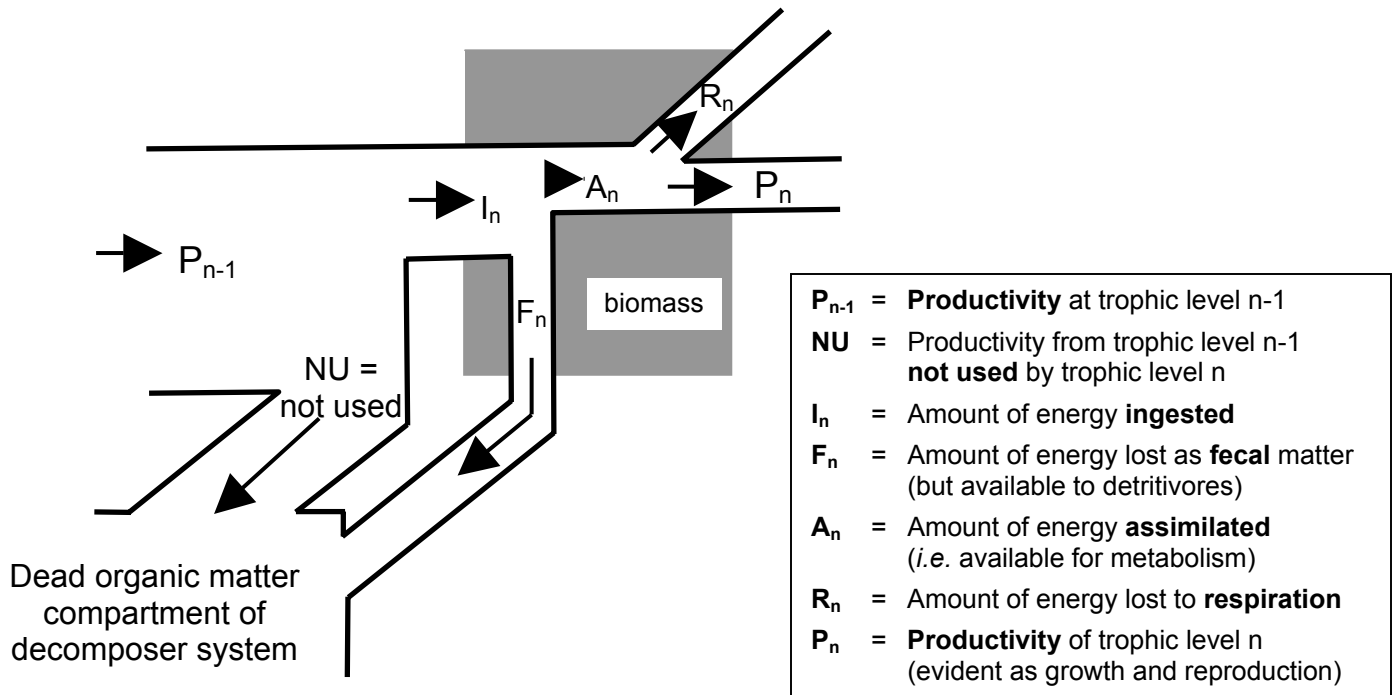 Rn
An
Pn
In
Pn-1
Fn
biomass
NU =
not used
Dead organic matter
compartment of
decomposer system
Pn-1 = Productivity at trophic level n-1
NU = Productivity from trophic level n-1
not used by trophic level n
In = Amount of energy ingested
Fn = Amount of energy lost as fecal matter
(but available to detritivores)
An = Amount of energy assimilated
(i.e. available for metabolism)
Rn = Amount of energy lost to respiration
Pn = Productivity of trophic level n
(evident as growth and reproduction)